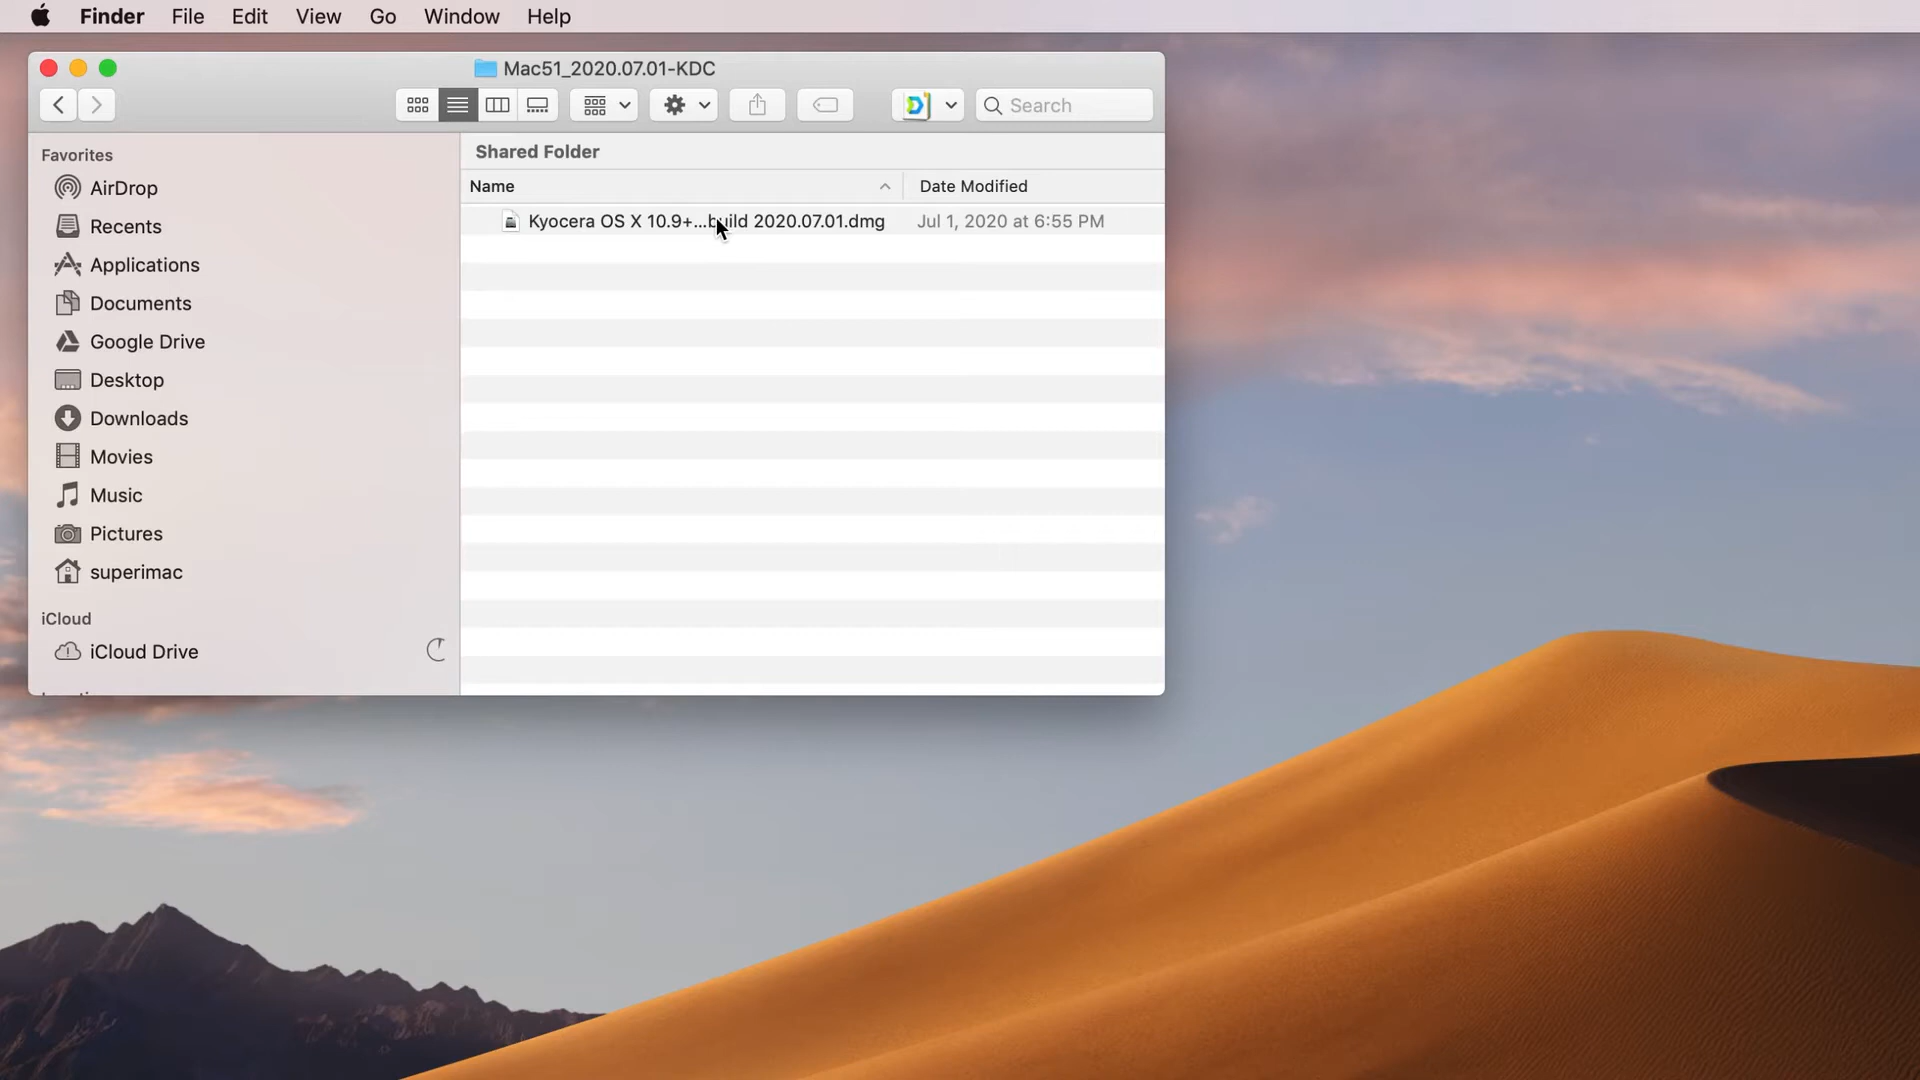 Finder File Edit View Go Window Help
Mac51_2020.07.01-KDC
Search
Favorites
AirDrop
Recents
Applications
Documents
Google Drive
Desktop
Downloads
Movies
Music
Pictures
superimac
iCloud
iCloud Drive
Shared Folder
Name Date Modified
Kyocera OS X 10.9+...build 2020.07.01.dmg Jul 1, 2020 at 6:55 PM